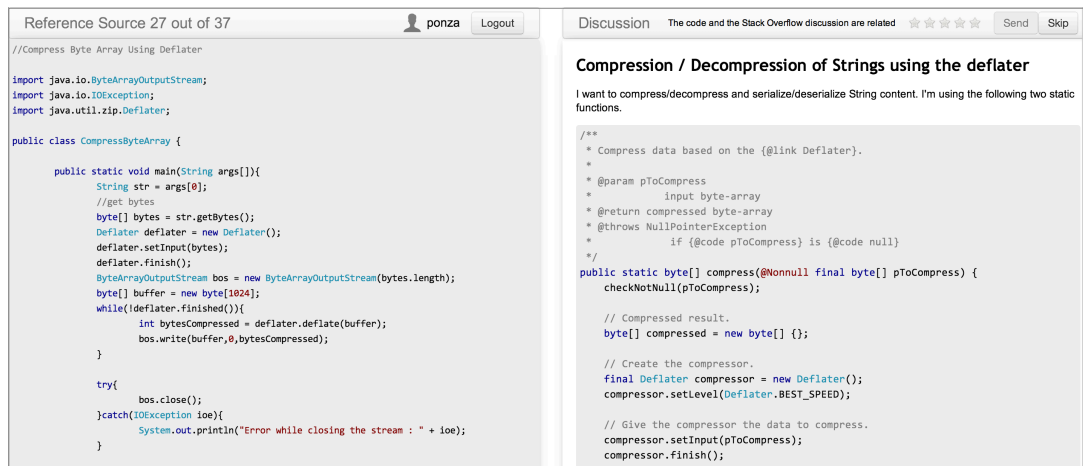 Reference Source 27 out of 37
ponza
Logout
//Compress Byte Array Using Deflater
import java.io.ByteArrayOutputStream;
import java.io.IOException;
import java.util.zip.Deflater;
public class CompressByteArray {
public static void main(String args[]){
String str = args[0];
//get bytes
byte[] bytes = str.getBytes();
Deflater deflater = new Deflater();
deflater.setInput(bytes);
deflater.finish();
ByteArrayOutputStream bos = new ByteArrayOutputStream(bytes.length);
byte[] buffer = new byte[1024];
while(!deflater.finished()){
int bytesCompressed = deflater.deflate(buffer);
bos.write(buffer,0,bytesCompressed);
}
try{
bos.close();
}catch(IOException ioe){
System.out.println("Error while closing the stream : " + ioe);
}
Discussion
The code and the Stack Overflow discussion are related
Send
Skip
Compression / Decompression of Strings using the deflater
I want to compress/decompress and serialize/deserialize String content. I'm using the following two static
functions.
/**
* Compress data based on the {@link Deflater}.
*
* @param pToCompress
* input byte-array
* @return compressed byte-array
* @throws NullPointerException
* if {@code pToCompress} is {@code null}
*/
public static byte[] compress(@Nonnull final byte[] pToCompress) {
checkNotNull(pToCompress);
// Compressed result.
byte[] compressed = new byte[] {};
// Create the compressor.
final Deflater compressor = new Deflater();
compressor.setLevel(Deflater.BEST_SPEED);
// Give the compressor the data to compress.
compressor.setInput(pToCompress);
compressor.finish();